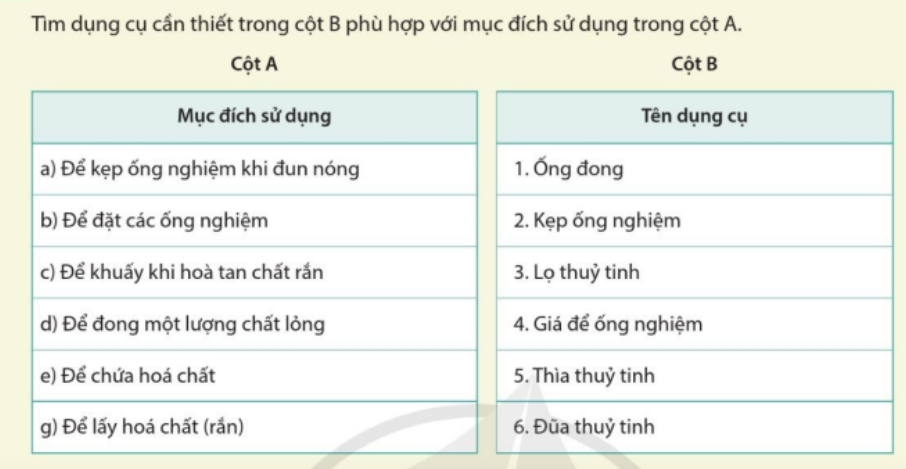 Tìm dụng cụ cần thiết trong cột B phù hợp với mục đích sử dụng trong cột A.
Cột A
Cột B
Mục đích sử dụng
Tên dụng cụ
a) Để kẹp ống nghiệm khi đun nóng
1. Ống đong
b) Để đặt các ống nghiệm
2. Kẹp ống nghiệm
c) Để khuấy khi hoà tan chất rắn
3. Lọ thuỷ tinh
d) Để đong một lượng chất lỏng
4. Giá để ống nghiệm
e) Để chứa hoá chất
5. Thìa thuỷ tinh
g) Để lấy hoá chất (rắn)
6. Đũa thuỷ tinh